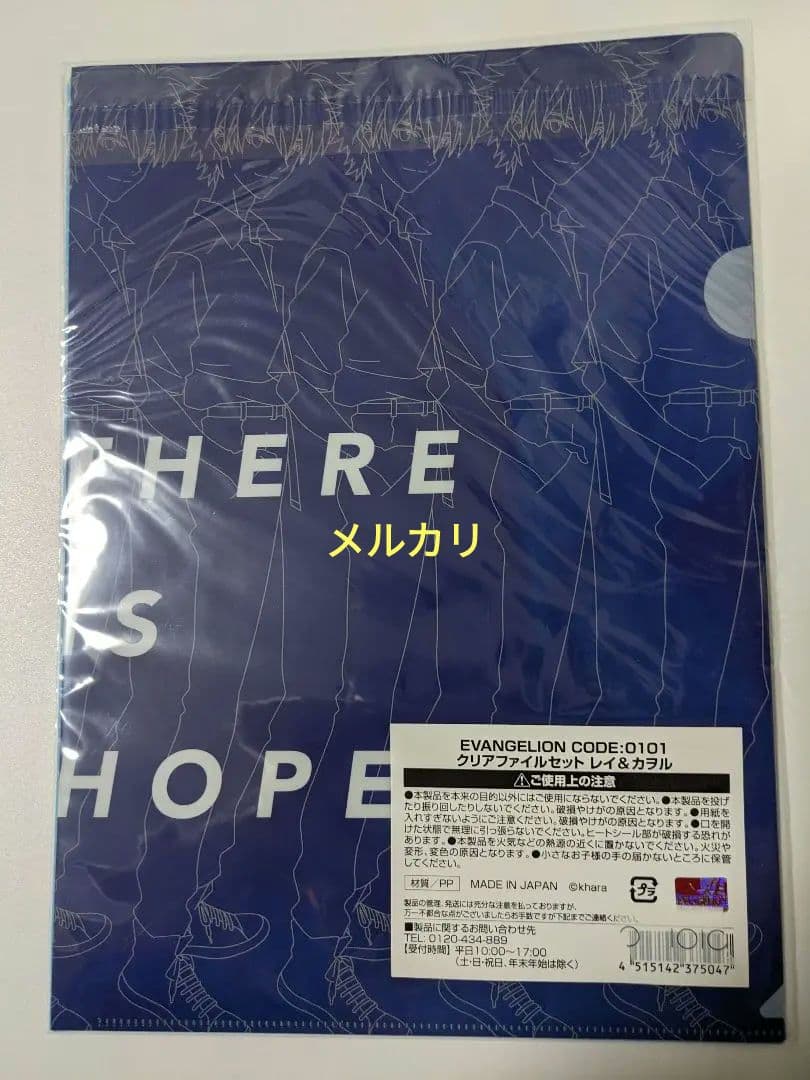 THERE
メルカリ
IS
HOPE
EVANGELION CODE:0101
クリアファイルセット レイ&カヲル
⚠ご使用上の注意
●本製品を本来の目的以外にはご使用にならないでください。●本製品を投げ
たり振り回したりしないでください。破損やけがの原因となります。●用紙を
入れすぎないようにご注意ください。破損やけがの原因となります。●口を開
けた状態で無理に引っ張らないでください。ヒートシール部が破損する恐れが
あります。●本製品を火気などの熱源の近くに置かないでください。火災や
変形、変色の原因となります。●小さなお子様の手の届かないところに保管
してください。
材質/PP MADE IN JAPAN ©khara プラ
EVANGELION
製品の管理、発送には充分な注意を払っておりますが、
万一不都合な点がございましたらお手数ですが下記までご連絡ください。
■製品に関するお問い合わせ先
TEL: 0120-434-889
【受付時間】平日10:00~17:00
(土・日・祝日、年末年始は除く)
4 515142 375047